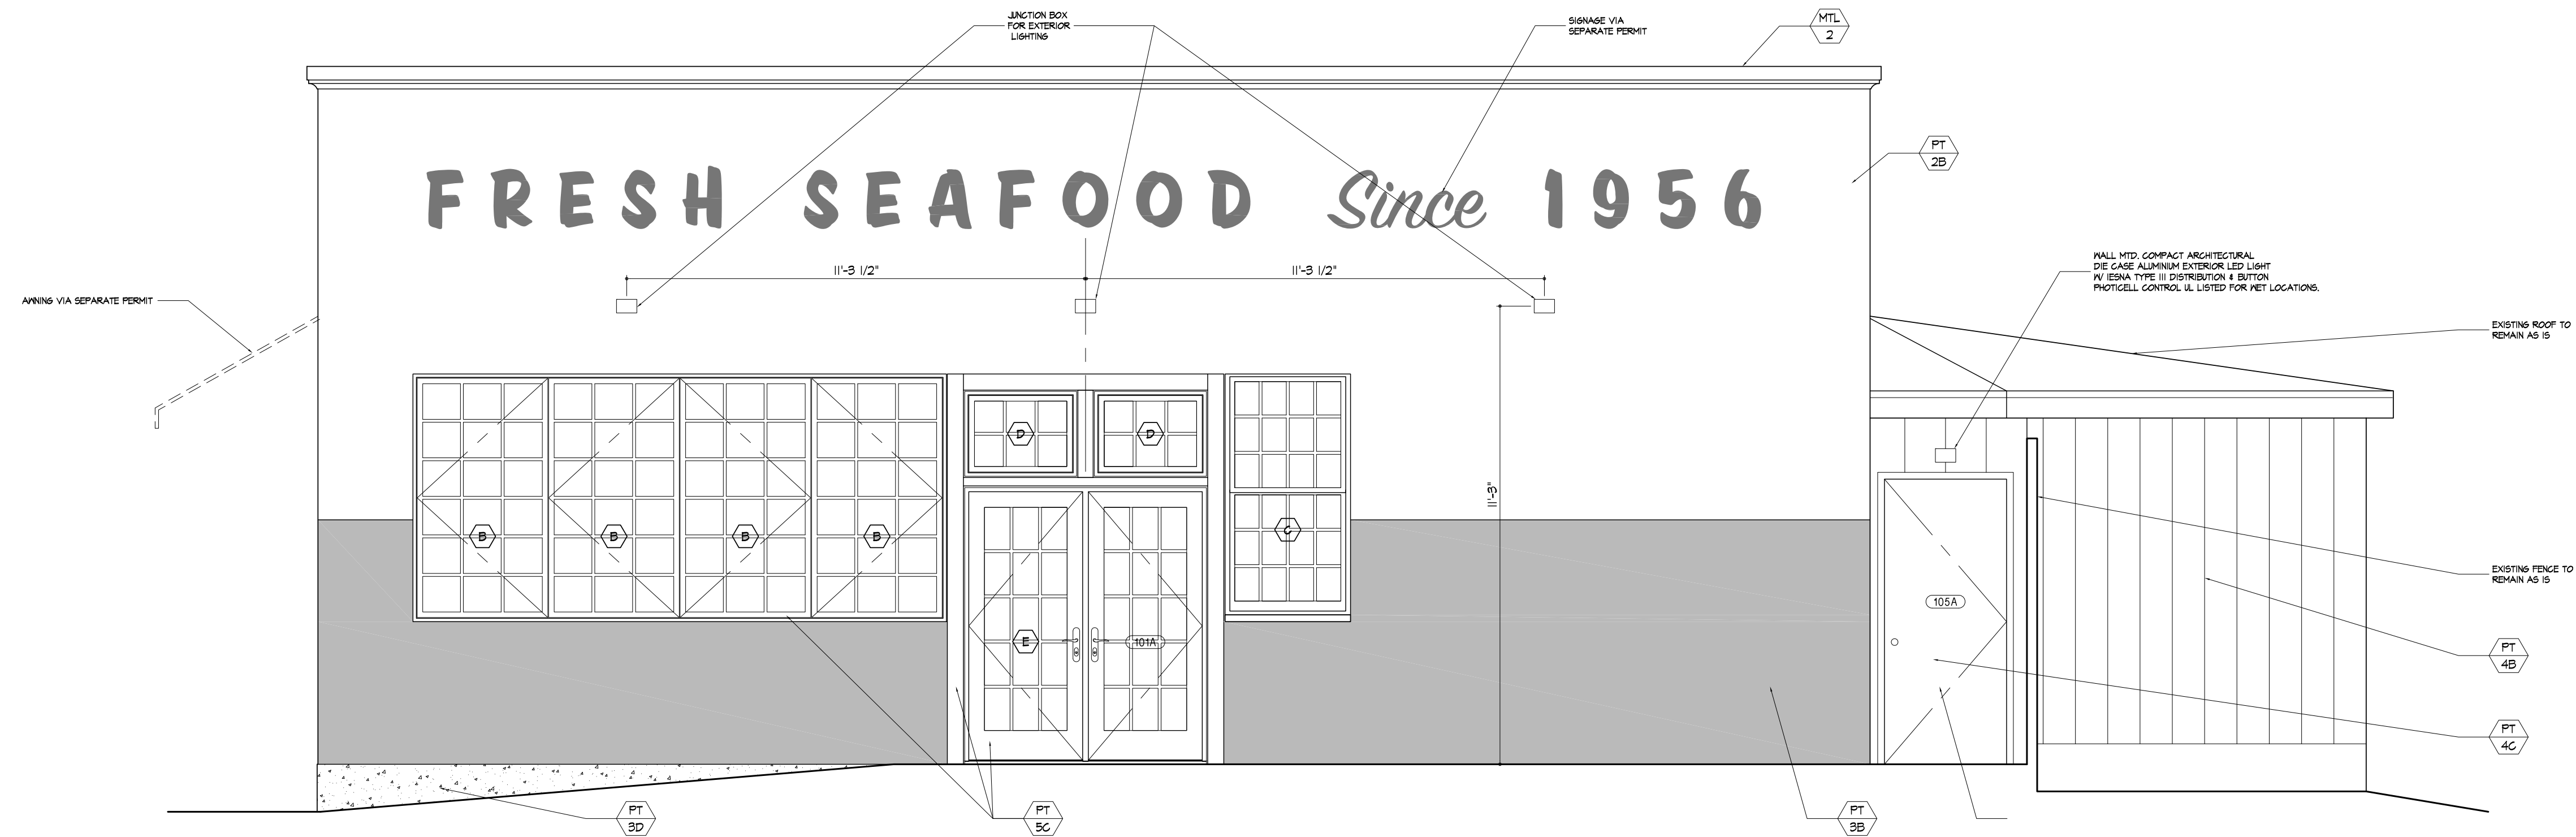 JUNCTION BOX
FOR EXTERIOR
LIGHTING
SIGNAGE VIA
SEPARATE PERMIT
MTL
2
PT
2B
FRESH SEAFOOD Since 1956
11'-3 1/2"
11'-3 1/2"
WALL MTD. COMPACT ARCHITECTURAL
DIE CASE ALUMINIUM EXTERIOR LED LIGHT
W/ IESNA TYPE III DISTRIBUTION & BUTTON
PHOTICELL CONTROL UL LISTED FOR WET LOCATIONS.
AWNING VIA SEPARATE PERMIT
EXISTING ROOF TO
REMAIN AS IS
D
D
11'-3"
B
B
B
B
C
EXISTING FENCE TO
REMAIN AS IS
105A
E
101A
PT
4B
PT
4C
PT
3D
PT
5C
PT
3B